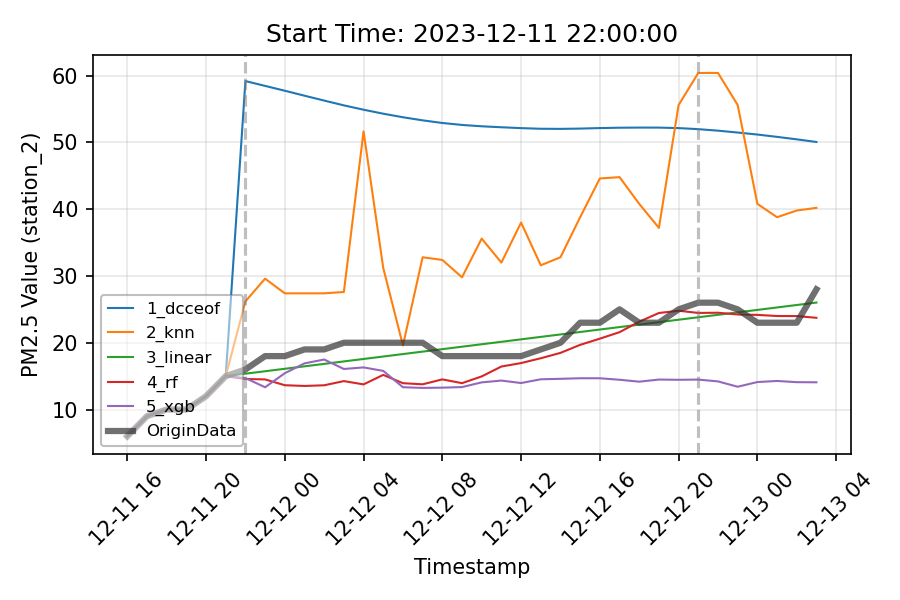 Start Time: 2023-12-11 22:00:00
PM2.5 Value (station_2)
60
50
40
30
20
10
1_dcceof
2_knn
3_linear
4_rf
5_xgb
OriginData
12-11 16
12-11 20
12-12 00
12-12 04
12-12 08
12-12 12
12-12 16
12-12 20
12-13 00
12-13 04
Timestamp